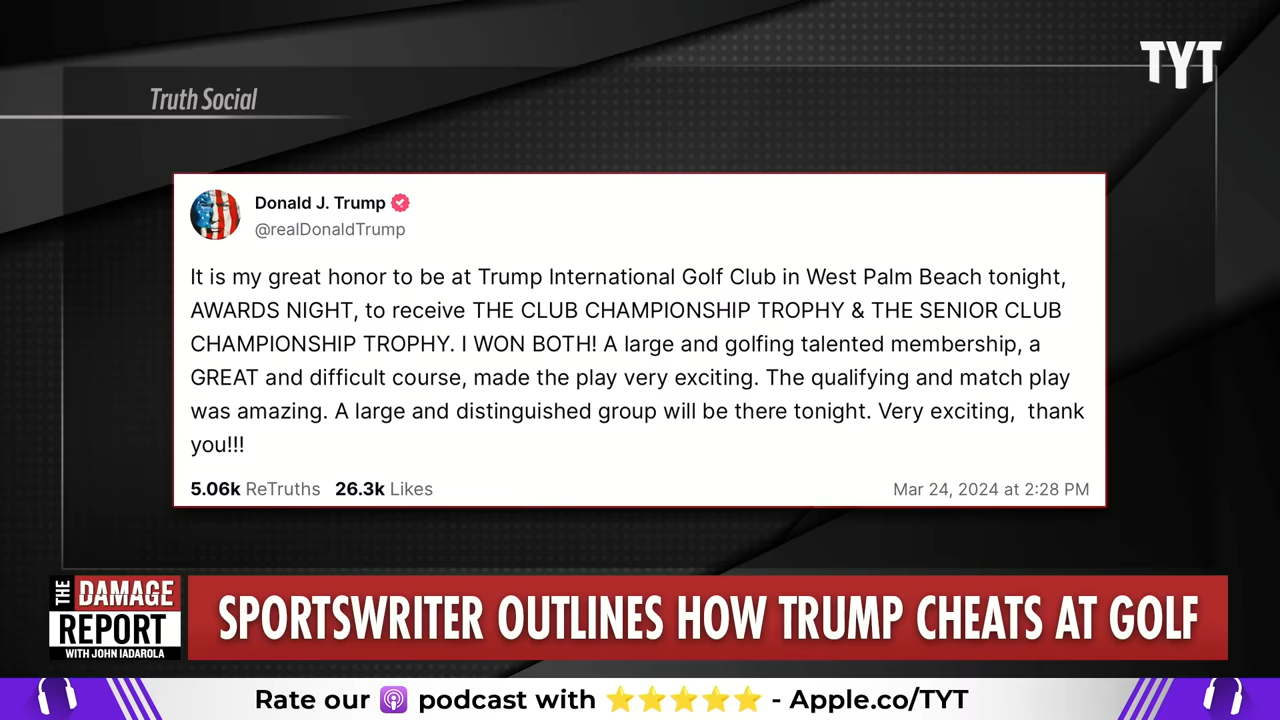 TYT
Truth Social
Donald J. Trump
@realDonaldTrump
It is my great honor to be at Trump International Golf Club in West Palm Beach tonight,
AWARDS NIGHT, to receive THE CLUB CHAMPIONSHIP TROPHY & THE SENIOR CLUB
CHAMPIONSHIP TROPHY. I WON BOTH! A large and golfing talented membership, a
GREAT and difficult course, made the play very exciting. The qualifying and match play
was amazing. A large and distinguished group will be there tonight. Very exciting,  thank
you!!!
5.06k ReTruths 26.3k Likes Mar 24, 2024 at 2:28 PM
THE DAMAGE
REPORT
WITH JOHN IADAROLA
SPORTSWRITER OUTLINES HOW TRUMP CHEATS AT GOLF
Rate our podcast with ⭐⭐⭐⭐⭐ - Apple.co/TYT